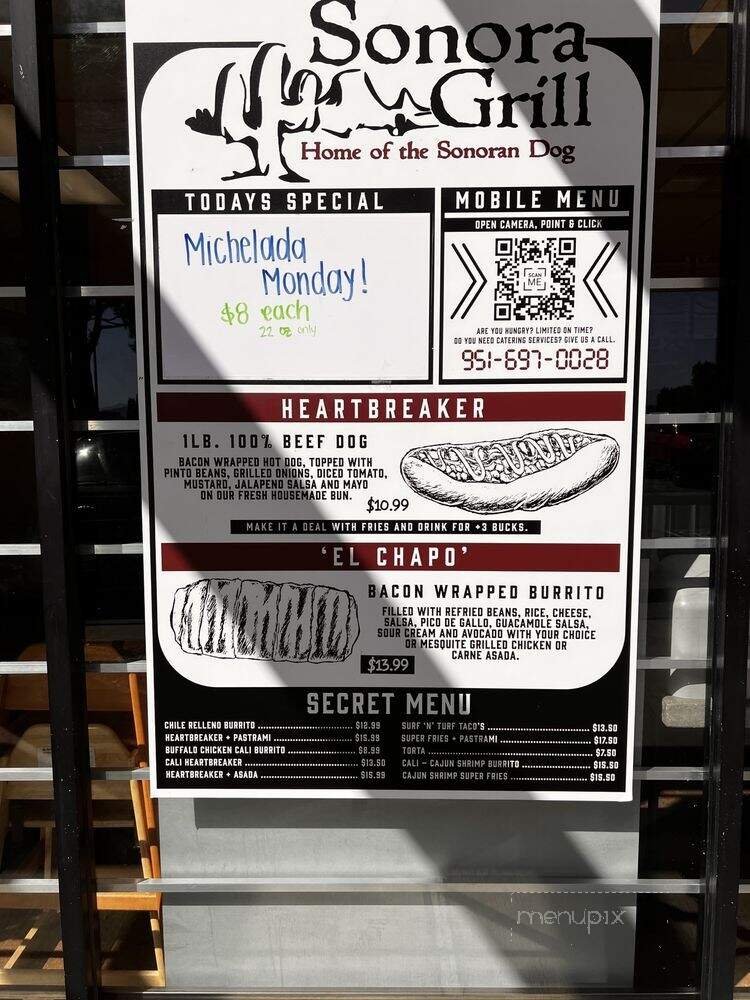 Sonora
Grill
Home of the Sonoran Dog
TODAYS SPECIAL
Michelada
Monday!
$8 each
22 oz only
MOBILE MENU
OPEN CAMERA, POINT & CLICK
SCAN
ME
ARE YOU HUNGRY? LIMITED ON TIME?
DO YOU NEED CATERING SERVICES? GIVE US A CALL.
951-697-0028
HEARTBREAKER
1LB. 100% BEEF DOG
BACON WRAPPED HOT DOG, TOPPED WITH
PINTO BEANS, GRILLED ONIONS, DICED TOMATO,
MUSTARD, JALAPENO SALSA AND MAYO
ON OUR FRESH HOUSEMADE BUN.
$10.99
MAKE IT A DEAL WITH FRIES AND DRINK FOR +3 BUCKS.
'EL CHAPO'
BACON WRAPPED BURRITO
FILLED WITH REFRIED BEANS, RICE, CHEESE,
SALSA, PICO DE GALLO, GUACAMOLE SALSA,
SOUR CREAM AND AVOCADO WITH YOUR CHOICE
OR MESQUITE GRILLED CHICKEN OR
CARNE ASADA.
$13.99
SECRET MENU
CHILE RELLENO BURRITO $12.99
HEARTBREAKER + PASTRAMI $15.99
BUFFALO CHICKEN CALI BURRITO $8.99
CALI HEARTBREAKER $13.50
HEARTBREAKER + ASADA $15.99
SURF 'N' TURF TACO'S $13.50
SUPER FRIES + PASTRAMI $17.50
TORTA $7.50
CALI - CAJUN SHRIMP BURRITO $15.50
CAJUN SHRIMP SUPER FRIES $15.50
menupix